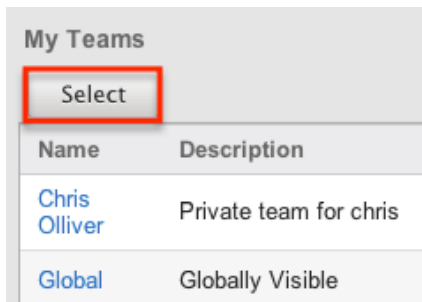 My Teams
Select
Name Description
Chris
Olliver Private team for chris
Global Globally Visible